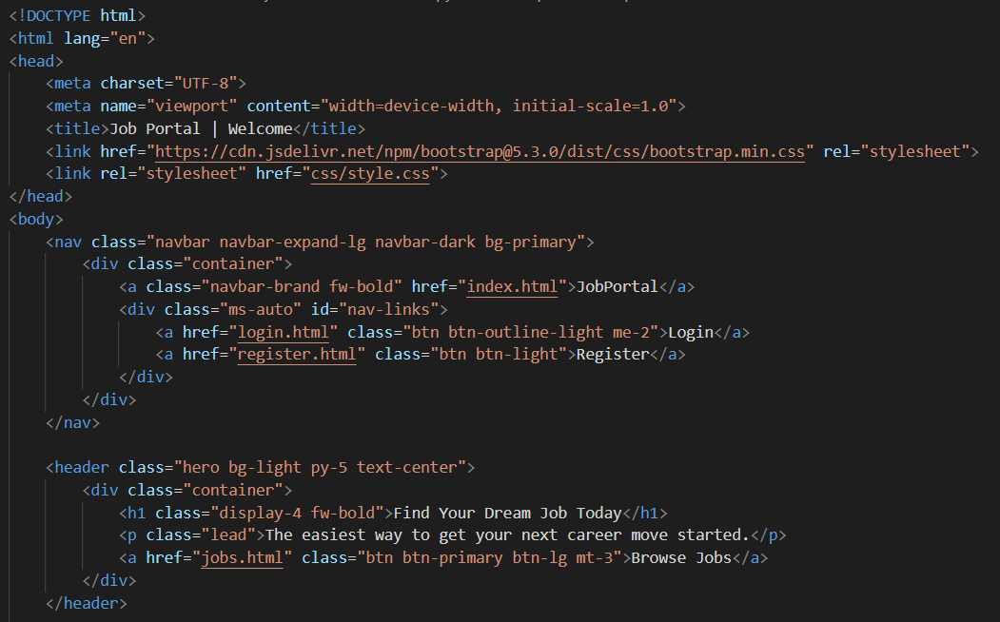 <!DOCTYPE html>
<html lang="en">
<head>
    <meta charset="UTF-8">
    <meta name="viewport" content="width=device-width, initial-scale=1.0">
    <title>Job Portal | Welcome</title>
    <link href="https://cdn.jsdelivr.net/npm/bootstrap@5.3.0/dist/css/bootstrap.min.css" rel="stylesheet">
    <link rel="stylesheet" href="css/style.css">
</head>
<body>
    <nav class="navbar navbar-expand-lg navbar-dark bg-primary">
        <div class="container">
            <a class="navbar-brand fw-bold" href="index.html">JobPortal</a>
            <div class="ms-auto" id="nav-links">
                <a href="login.html" class="btn btn-outline-light me-2">Login</a>
                <a href="register.html" class="btn btn-light">Register</a>
            </div>
        </div>
    </nav>

    <header class="hero bg-light py-5 text-center">
        <div class="container">
            <h1 class="display-4 fw-bold">Find Your Dream Job Today</h1>
            <p class="lead">The easiest way to get your next career move started.</p>
            <a href="jobs.html" class="btn btn-primary btn-lg mt-3">Browse Jobs</a>
        </div>
    </header>